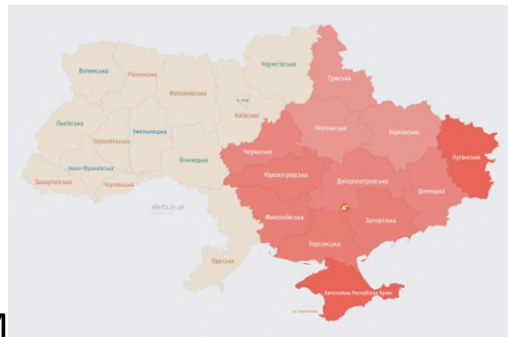 Чернігівська
Сумська
Волинська
Рівненська
Житомирська
м. Київ
Київська
Львівська
Тернопільська
Хмельницька
Полтавська
Харківська
Луганська
Черкаська
Вінницька
Івано-Франківська
Кіровоградська
Дніпропетровська
Донецька
Закарпатська
Чернівецька
alerts.in.ua
Миколаївська
Запорізька
Херсонська
Одеська
Автономна Республіка Крим